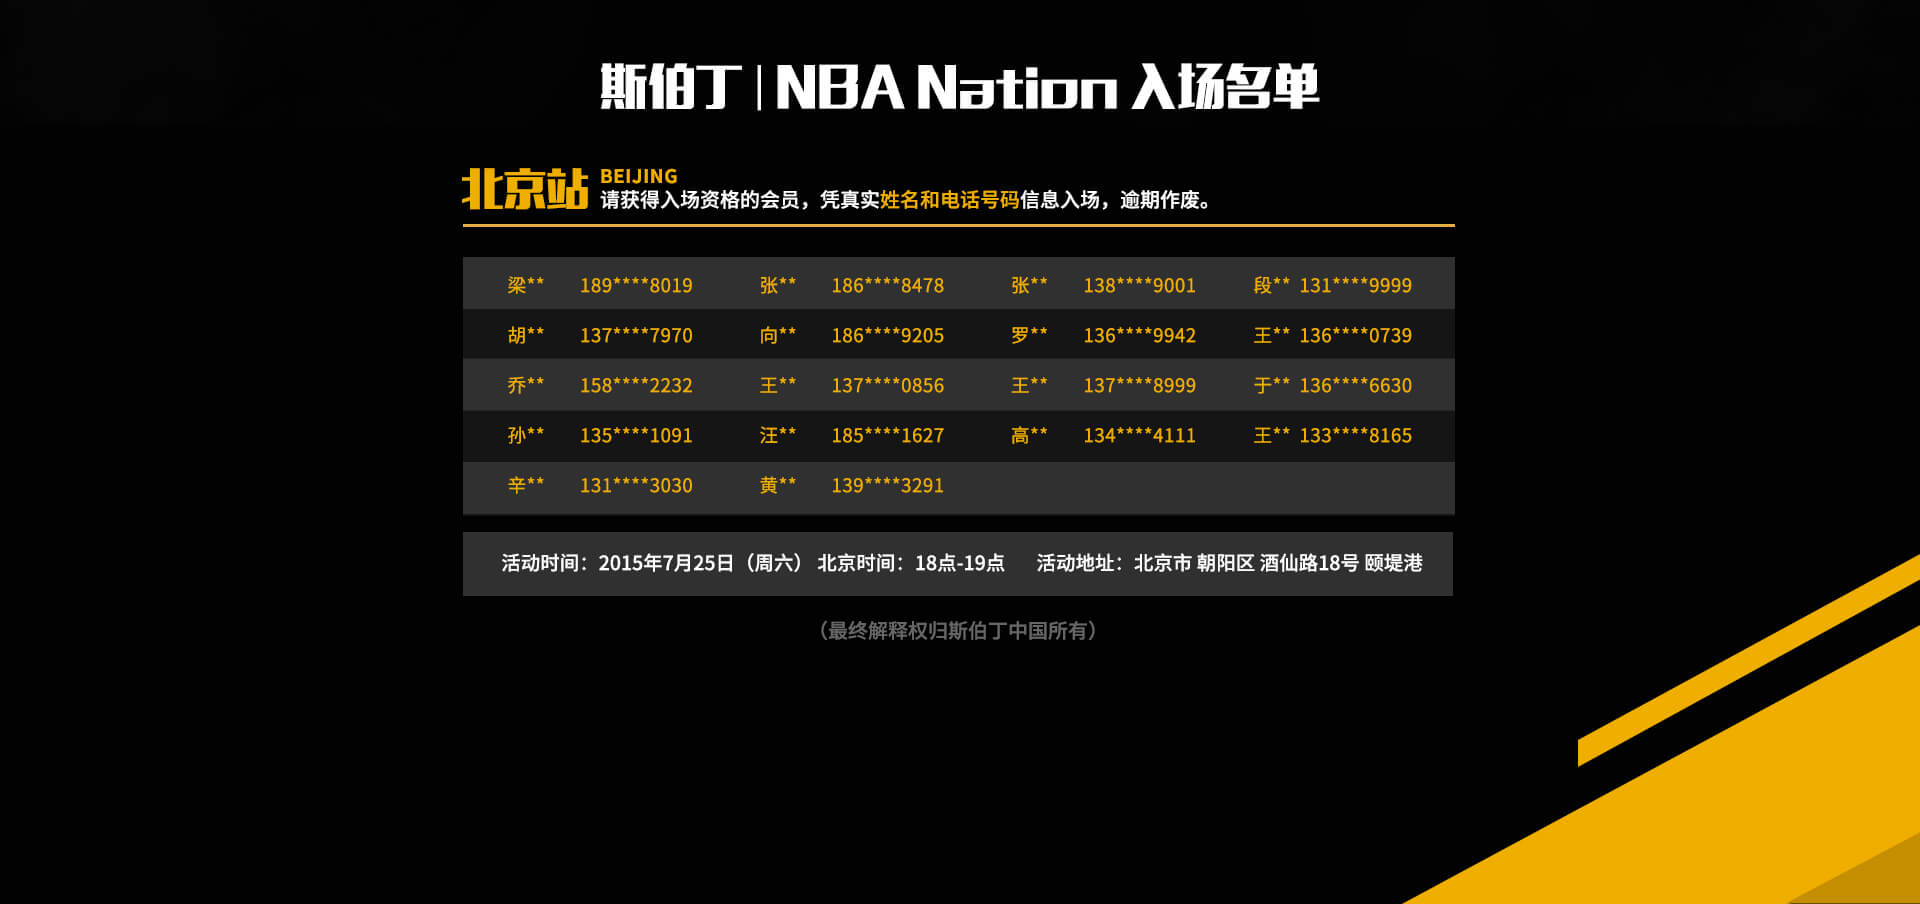 斯伯丁 | NBA Nation 入场名单
北京站 BEIJING
请获得入场资格的会员，凭真实姓名和电话号码信息入场，逾期作废。
梁** 189****8019 张** 186****8478 张** 138****9001 段** 131****9999
胡** 137****7970 向** 186****9205 罗** 136****9942 王** 136****0739
乔** 158****2232 王** 137****0856 王** 137****8999 于** 136****6630
孙** 135****1091 汪** 185****1627 高** 134****4111 王** 133****8165
辛** 131****3030 黄** 139****3291
活动时间：2015年7月25日（周六） 北京时间：18点-19点 活动地址：北京市 朝阳区 酒仙路18号 颐堤港
（最终解释权归斯伯丁中国所有）